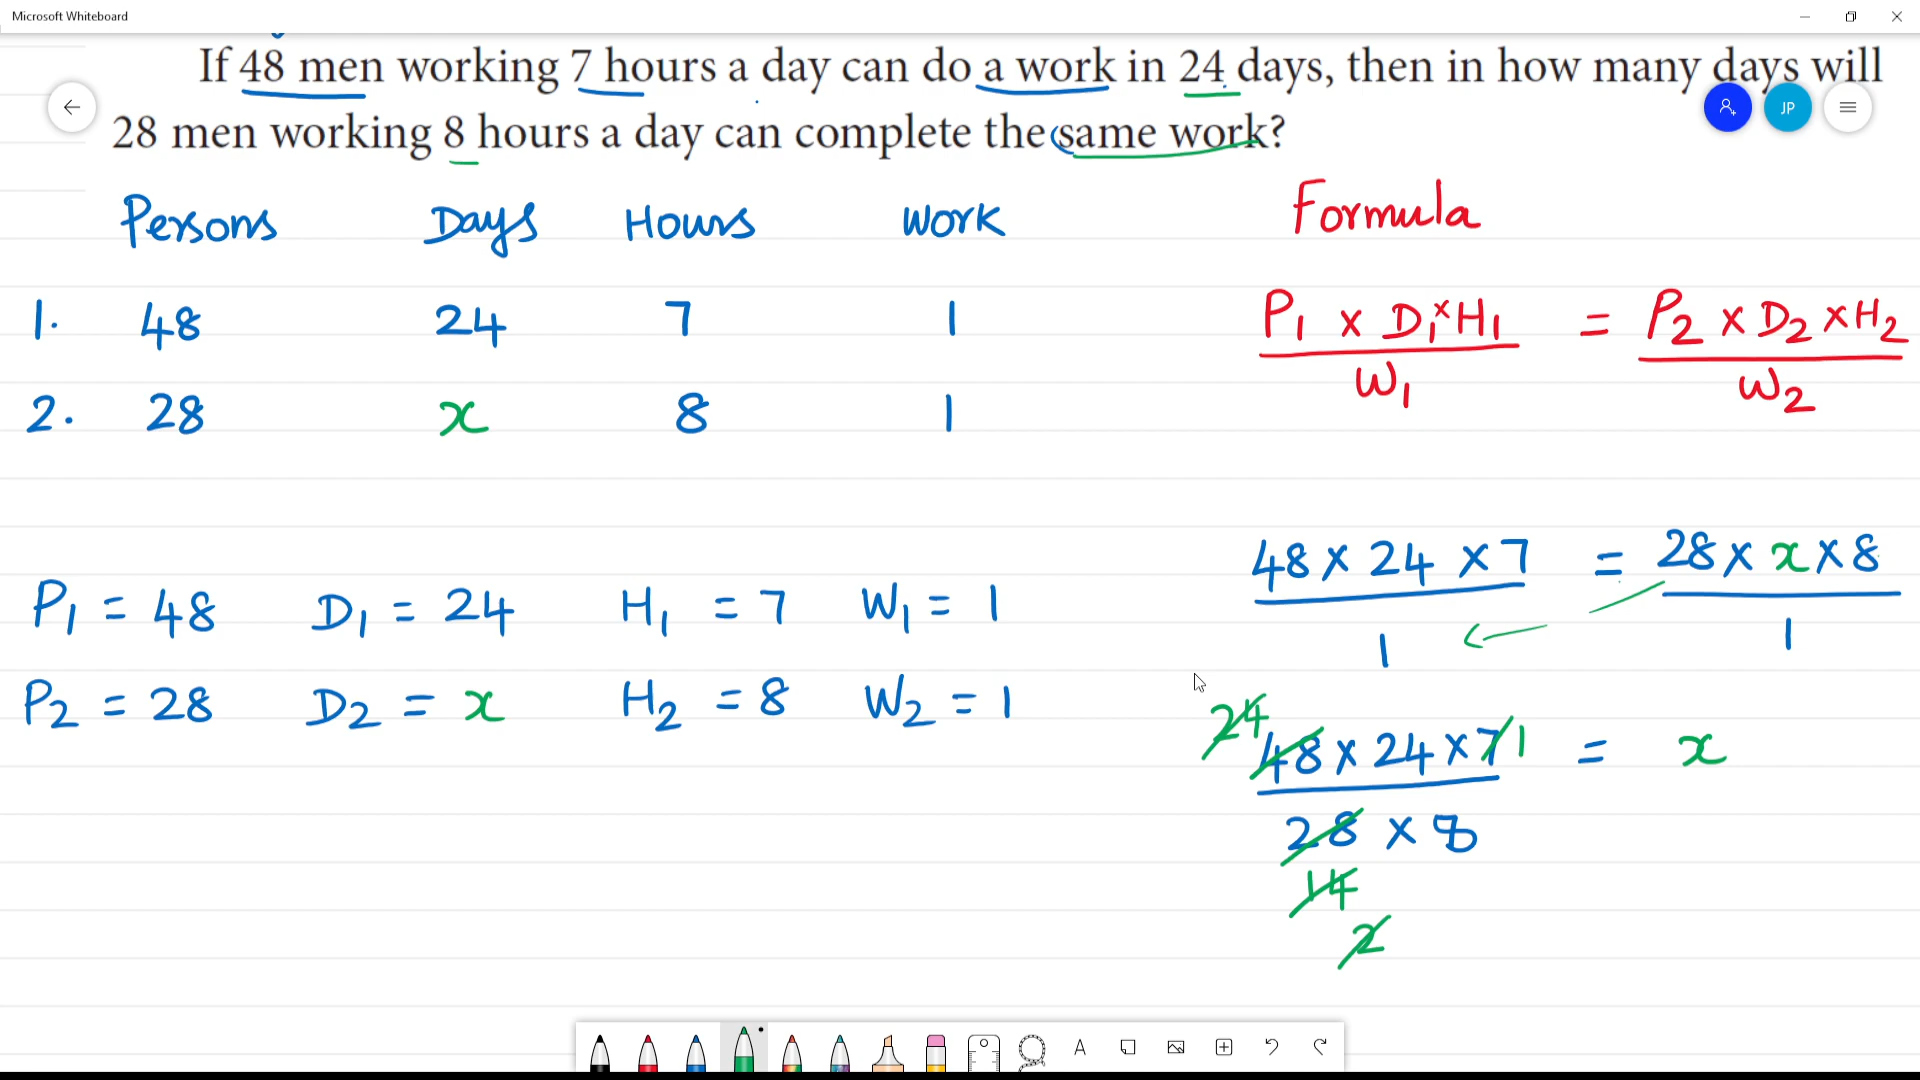 Microsoft Whiteboard
If 48 men working 7 hours a day can do a work in 24 days, then in how many days will
28 men working 8 hours a day can complete the same work?
JP
Persons Days Hours Work Formula
1. 48 24 7 1 P1 x D1 x H1 / W1 = P2 x D2 x H2 / W2
2. 28 x 8 1
48 x 24 x 7 / 1 = 28 x x x 8 / 1
P1 = 48 D1 = 24 H1 = 7 W1 = 1
P2 = 28 D2 = x H2 = 8 W2 = 1
24
48 x 24 x 7 1 = x
28 x 8
14
2
A